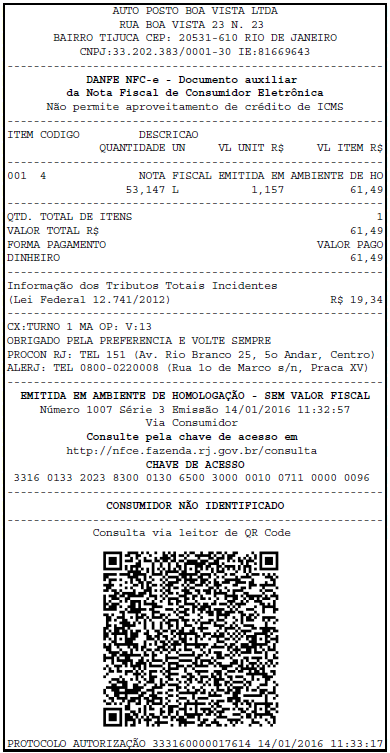 AUTO POSTO BOA VISTA LTDA
RUA BOA VISTA 23 N. 23
BAIRRO TIJUCA CEP: 20531-610 RIO DE JANEIRO
CNPJ:33.202.383/0001-30 IE:81669643
DANFE NFC-e - Documento auxiliar
da Nota Fiscal de Consumidor Eletrônica
Não permite aproveitamento de crédito de ICMS
ITEM CODIGO DESCRICAO
QUANTIDADE UN VL UNIT R$ VL ITEM R$
001 4 NOTA FISCAL EMITIDA EM AMBIENTE DE HO
53,147 L 1,157 61,49
QTD. TOTAL DE ITENS 1
VALOR TOTAL R$ 61,49
FORMA PAGAMENTO VALOR PAGO
DINHEIRO 61,49
Informação dos Tributos Totais Incidentes
(Lei Federal 12.741/2012) R$ 19,34
CX:TURNO 1 MA OP: V:13
OBRIGADO PELA PREFERENCIA E VOLTE SEMPRE
PROCON RJ: TEL 151 (Av. Rio Branco 25, 5o Andar, Centro)
ALERJ: TEL 0800-0220008 (Rua 1o de Marco s/n, Praca XV)
EMITIDA EM AMBIENTE DE HOMOLOGAÇÃO - SEM VALOR FISCAL
Número 1007 Série 3 Emissão 14/01/2016 11:32:57
Via Consumidor
Consulte pela chave de acesso em
http://nfce.fazenda.rj.gov.br/consulta
CHAVE DE ACESSO
3316 0133 2023 8300 0130 6500 3000 0010 0711 0000 0096
CONSUMIDOR NÃO IDENTIFICADO
Consulta via leitor de QR Code
PROTOCOLO AUTORIZAÇÃO 333160000017614 14/01/2016 11:33:17